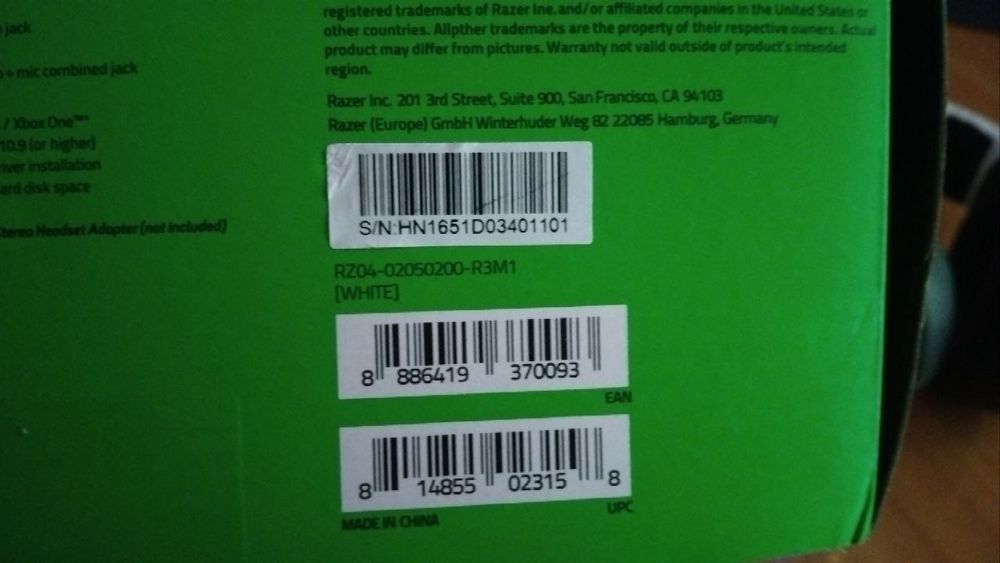 jack
+ mic combined jack
/ Xbox One™*
10.9 (or higher)
installation
disk space
Stereo Headset Adapter (not included)
registered trademarks of Razer Inc. and/or affiliated companies in the United States or
other countries. Allpther trademarks are the property of their respective owners. Actual
product may differ from pictures. Warranty not valid outside of product's intended
region.
Razer Inc. 201 3rd Street, Suite 900, San Francisco, CA 94103
Razer (Europe) GmbH Winterhuder Weg 82 22085 Hamburg, Germany
S/N:HN1651D03401101
RZ04-02050200-R3M1
[WHITE]
8 886419 370093
EAN
8 14855 02315 8
UPC
MADE IN CHINA